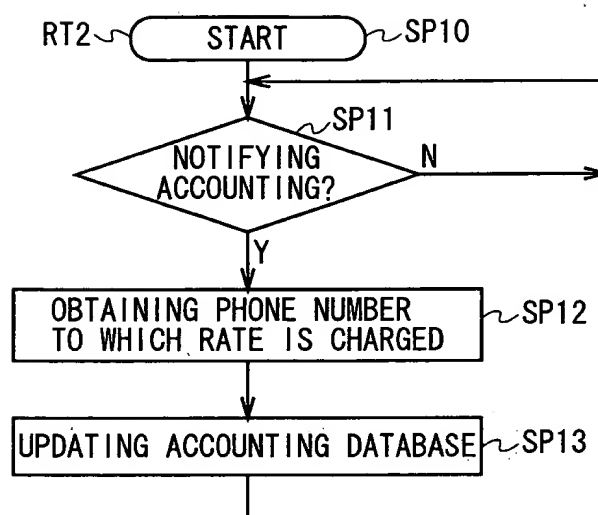 RT2 START SP10
SP11
NOTIFYING
ACCOUNTING?
N
Y
OBTAINING PHONE NUMBER
TO WHICH RATE IS CHARGED
SP12
UPDATING ACCOUNTING DATABASE SP13